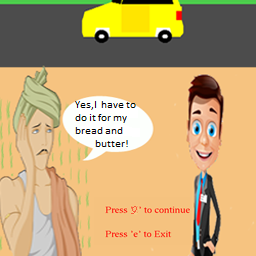 Yes,I have to
do it for my
bread and
butter!
Press 'y' to continue
Press 'e' to Exit